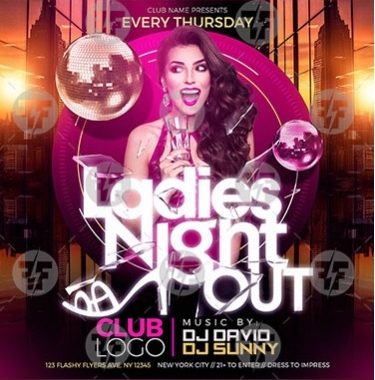 CLUB NAME PRESENTS
EVERY THURSDAY
Ladies
Night
OUT
CLUB
LOGO
MUSIC BY:
DJ DAVID
DJ SUNNY
123 FLASHY FLYERS AVE, NY 12345 NEW YORK CITY // 21+ TO ENTER // DRESS TO IMPRESS